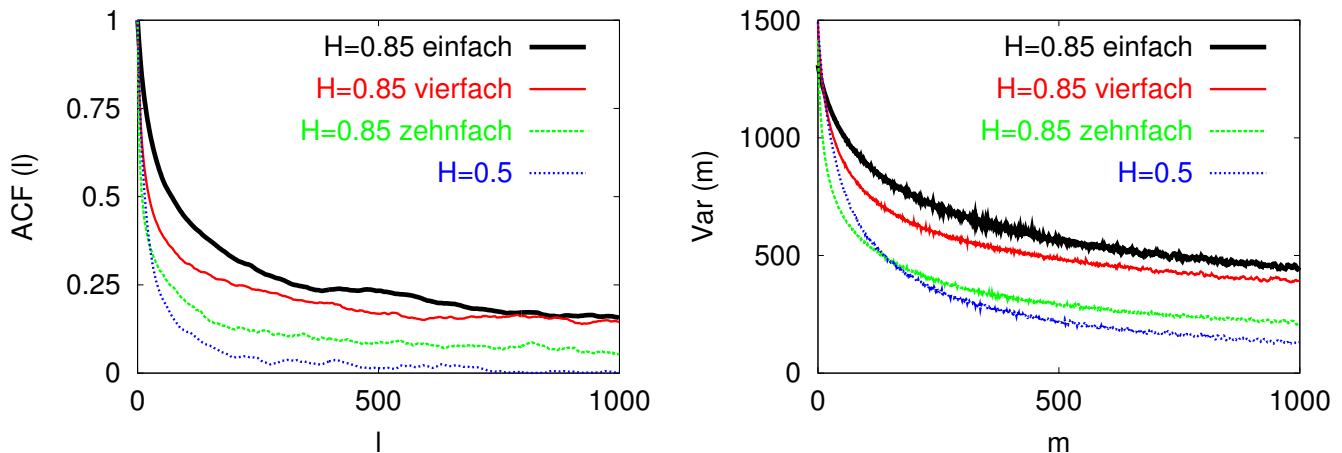 1
0.75
0.5
0.25
0
0
500
1000
ACF (l)
l
H=0.85 einfach
H=0.85 vierfach
H=0.85 zehnfach
H=0.5
1500
1000
500
0
0
500
1000
Var (m)
m
H=0.85 einfach
H=0.85 vierfach
H=0.85 zehnfach
H=0.5